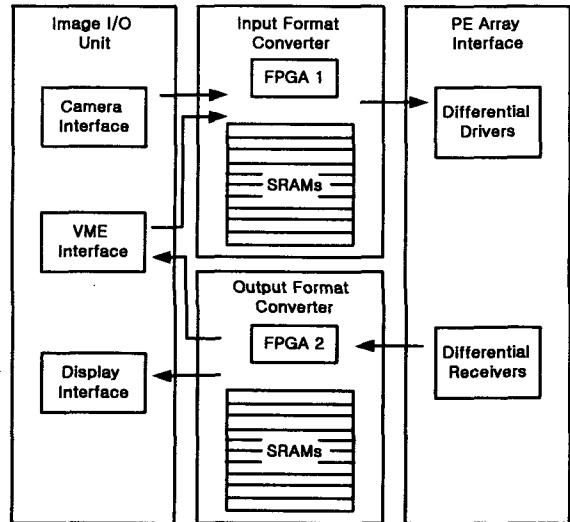 Image I/O
Unit
Camera
Interface
VME
Interface
Display
Interface
Input Format
Converter
FPGA 1
SRAMs
Output Format
Converter
FPGA 2
SRAMs
PE Array
Interface
Differential
Drivers
Differential
Receivers